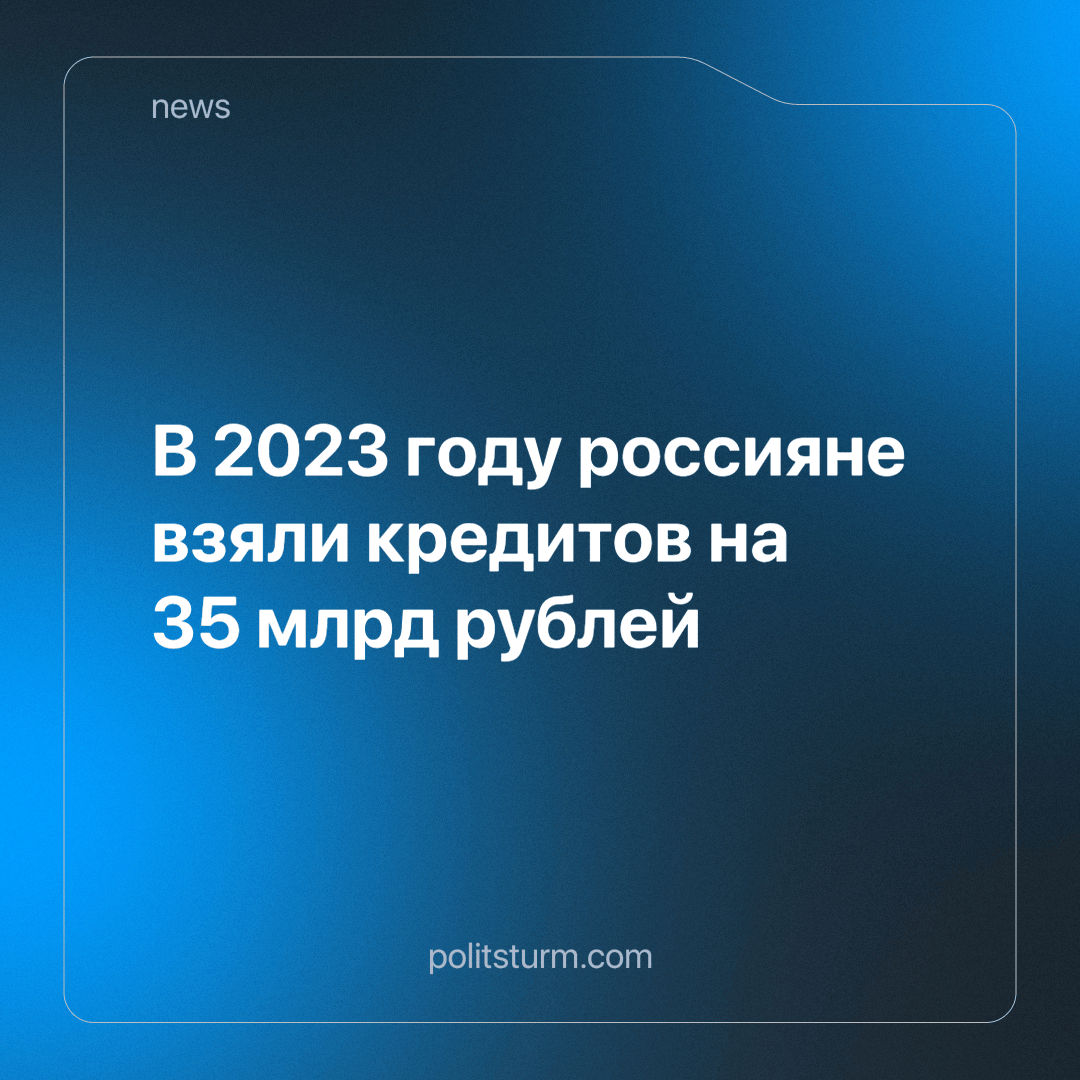 news
В 2023 году россияне
взяли кредитов на
35 млрд рублей
politsturm.com